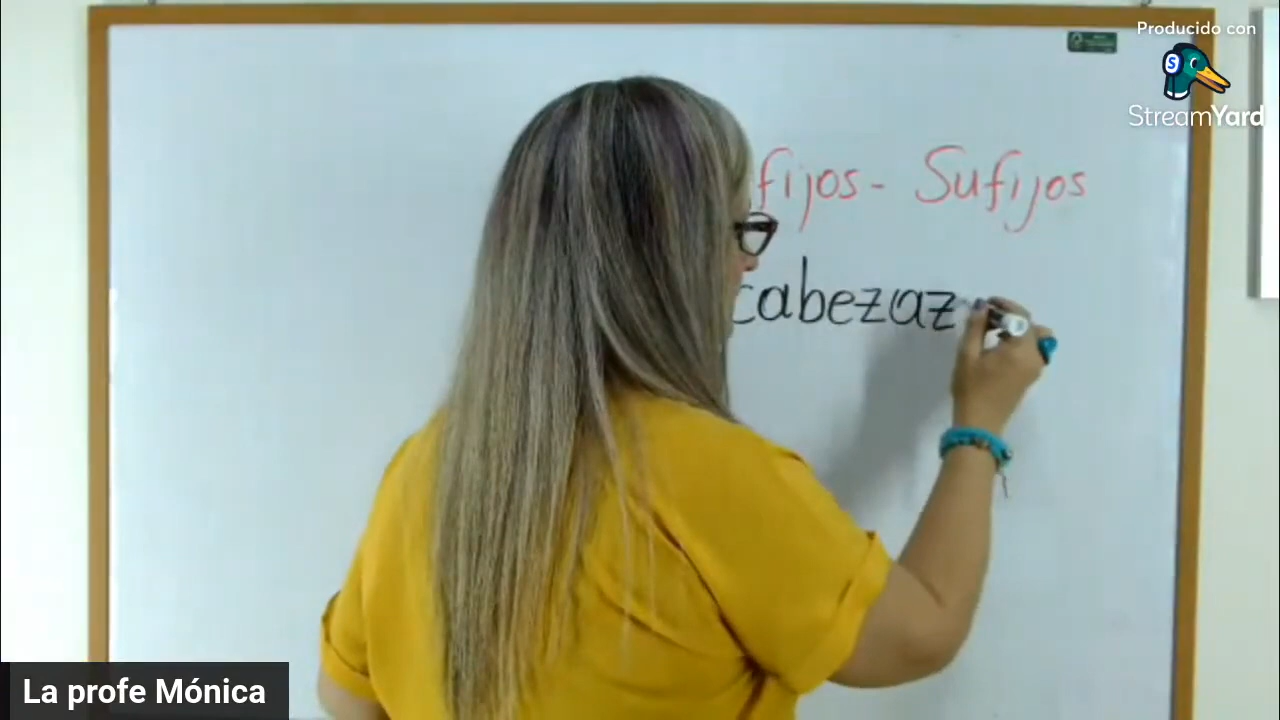 Producido con
StreamYard
fijos - Sufijos
cabezaz
La profe Mónica